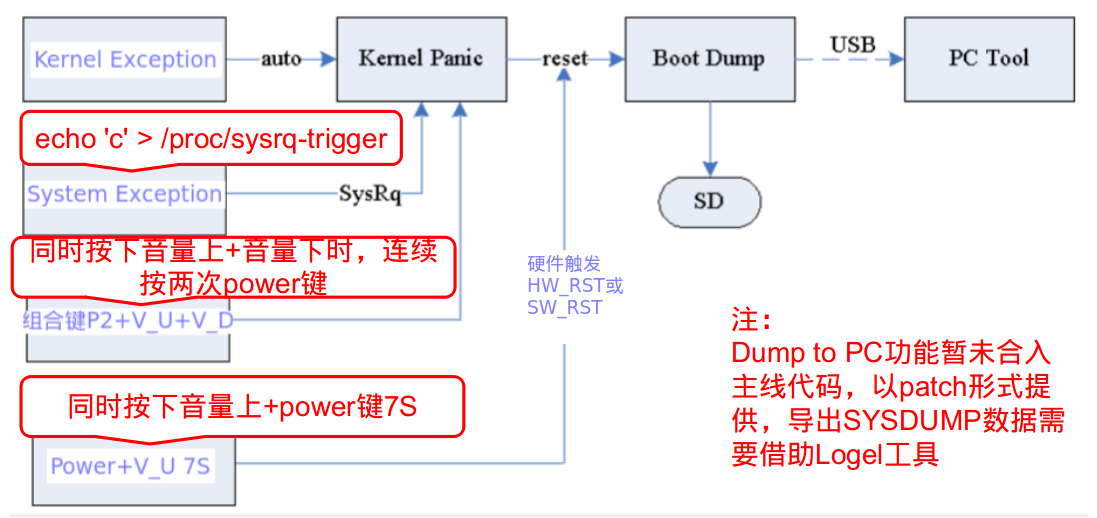 Kernel Exception
auto
Kernel Panic
reset
Boot Dump
USB
PC Tool
echo 'c' > /proc/sysrq-trigger
System Exception
SysRq
SD
同时按下音量上+音量下时，连续
按两次power键
组合键P2+V_U+V_D
硬件触发
HW_RST或
SW_RST
注：
Dump to PC功能暂未合入
主线代码，以patch形式提
供，导出SYSDUMP数据需
要借助Logel工具
同时按下音量上+power键7S
Power+V_U 7S